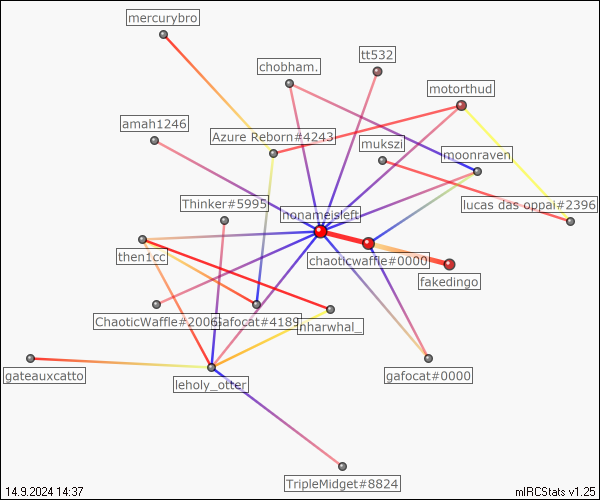 mercurybro
tt532
chobham.
motorthud
amah1246
Azure Reborn#4243
mukszi
moonraven
Thinker#5995
lucas das oppai#2396
nonameisleft
then1cc
chaoticwaffle#0000
fakedingo
ChaoticWaffle#2006
Gafocat#4189
nharwhal_
gateauxcatto
leholy_otter
gafocat#0000
TripleMidget#8824
14.9.2024 14:37
mIRCStats v1.25